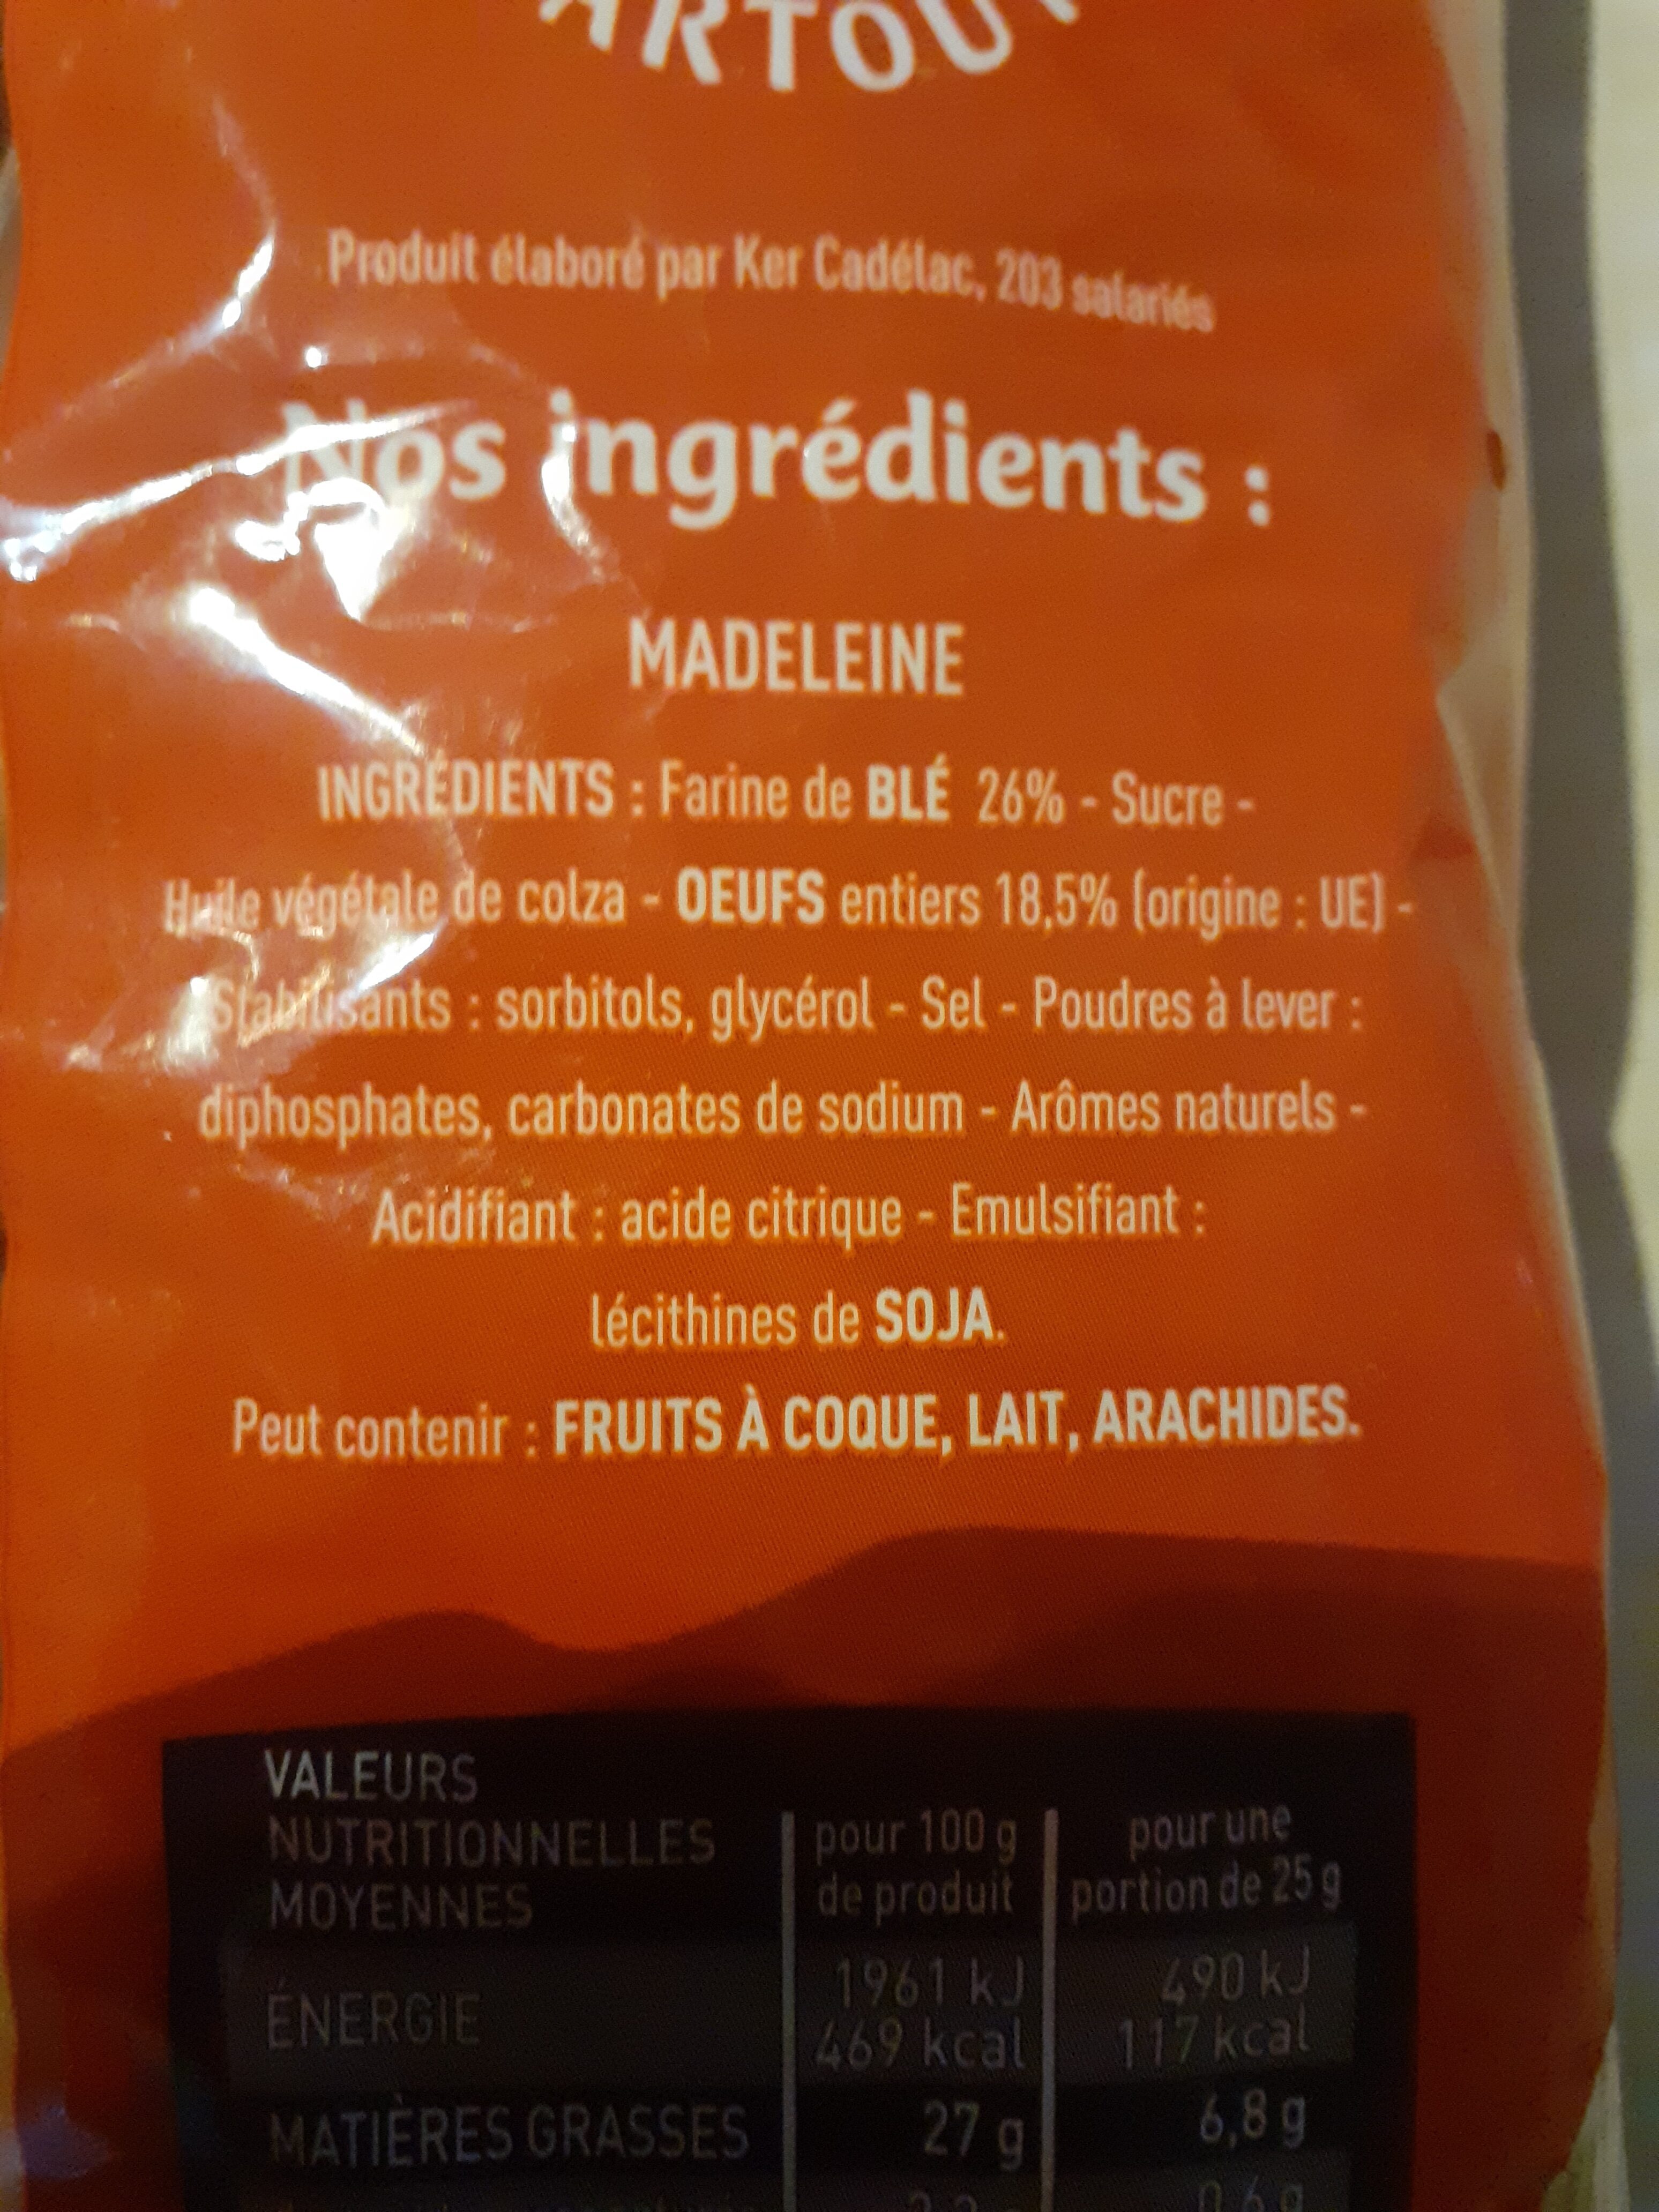 ARTOU
Produit élaboré par Ker Cadélac, 203 salariés
Nos ingrédients :
MADELEINE
INGRÉDIENTS : Farine de BLÉ 26% - Sucre -
Huile végétale de colza - OEUFS entiers 18,5% (origine : UE) -
Stabilisants : sorbitols, glycérol - Sel - Poudres à lever :
diphosphates, carbonates de sodium - Arômes naturels -
Acidifiant : acide citrique - Emulsifiant :
lécithines de SOJA.
Peut contenir : FRUITS À COQUE, LAIT, ARACHIDES.
VALEURS
NUTRITIONNELLES
MOYENNES
pour 100 g
de produit
pour une
portion de 25 g
ÉNERGIE
1961 kJ
469 kcal
490 kJ
117 kcal
MATIÈRES GRASSES
27 g
6,8 g